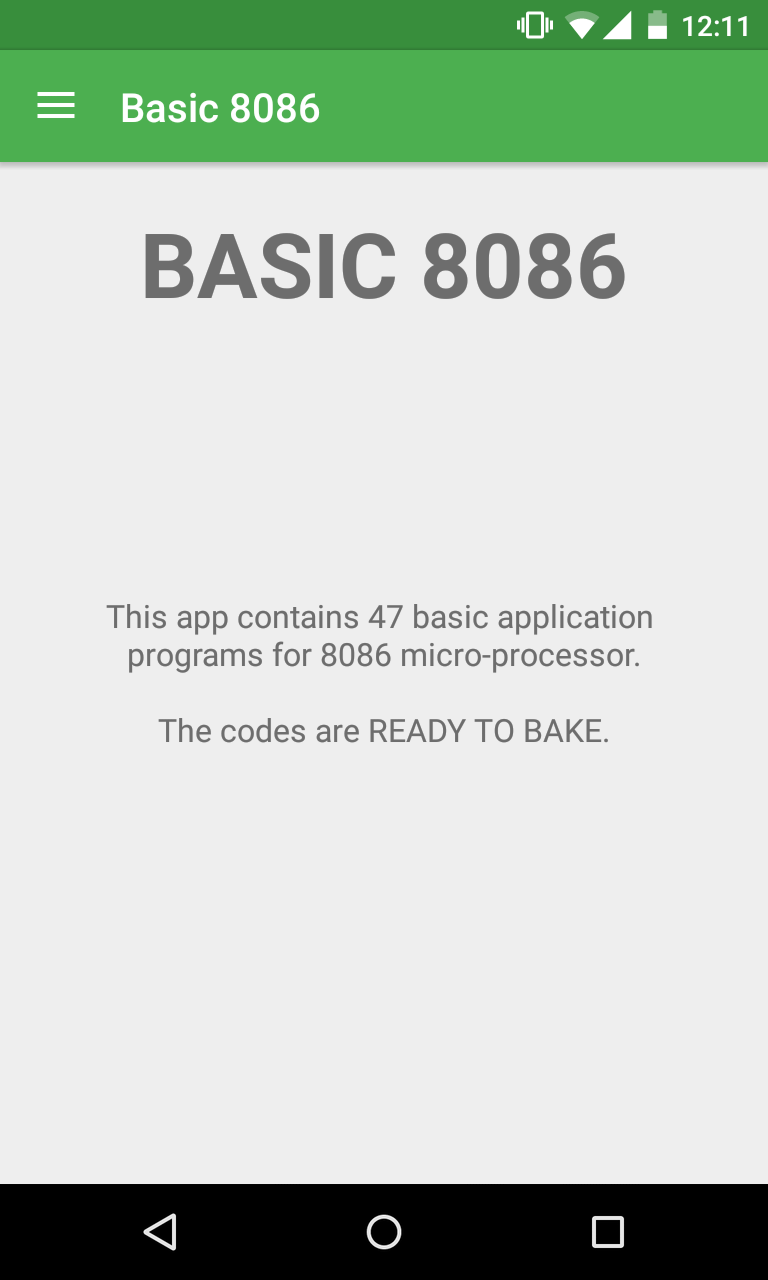 12:11
Basic 8086
BASIC 8086
This app contains 47 basic application
programs for 8086 micro-processor.
The codes are READY TO BAKE.